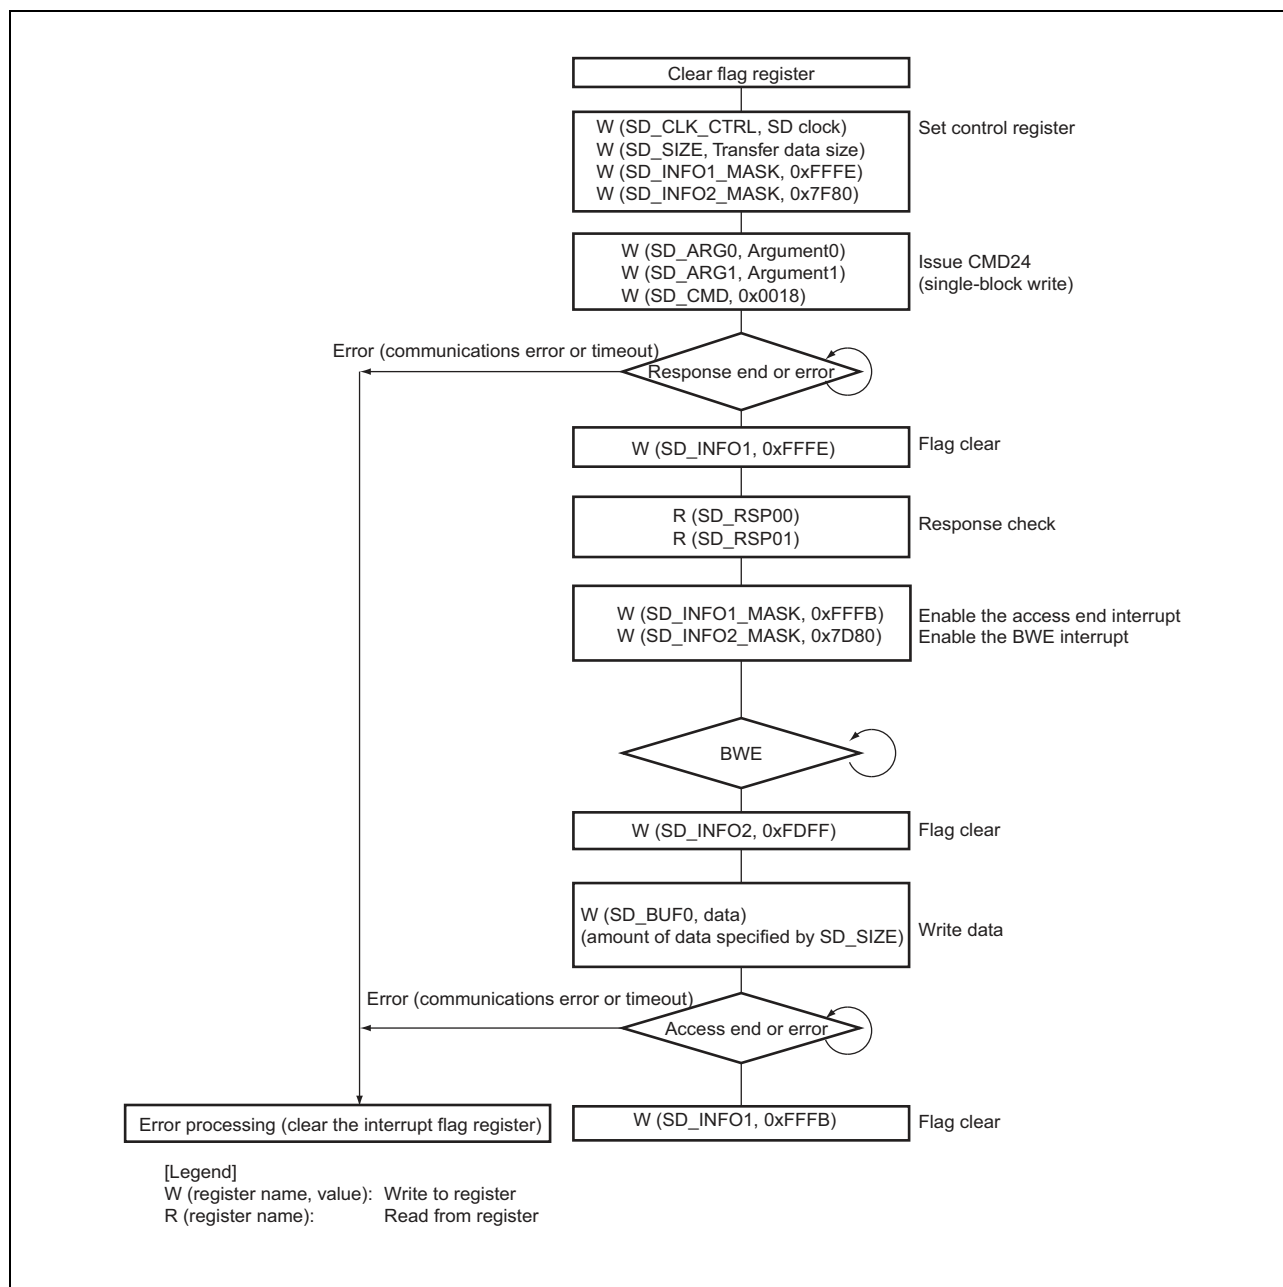 Clear flag register
W (SD_CLK_CTRL, SD clock)
W (SD_SIZE, Transfer data size)
W (SD_INFO1_MASK, 0xFFFE)
W (SD_INFO2_MASK, 0x7F80)
Set control register
W (SD_ARG0, Argument0)
W (SD_ARG1, Argument1)
W (SD_CMD, 0x0018)
Issue CMD24
(single-block write)
Error (communications error or timeout)
Response end or error
W (SD_INFO1, 0xFFFE)
Flag clear
R (SD_RSP00)
R (SD_RSP01)
Response check
W (SD_INFO1_MASK, 0xFFFB)
W (SD_INFO2_MASK, 0x7D80)
Enable the access end interrupt
Enable the BWE interrupt
BWE
W (SD_INFO2, 0xFDFF)
Flag clear
W (SD_BUF0, data)
(amount of data specified by SD_SIZE)
Write data
Error (communications error or timeout)
Access end or error
Error processing (clear the interrupt flag register)
W (SD_INFO1, 0xFFFB)
Flag clear
[Legend]
W (register name, value): Write to register
R (register name): Read from register